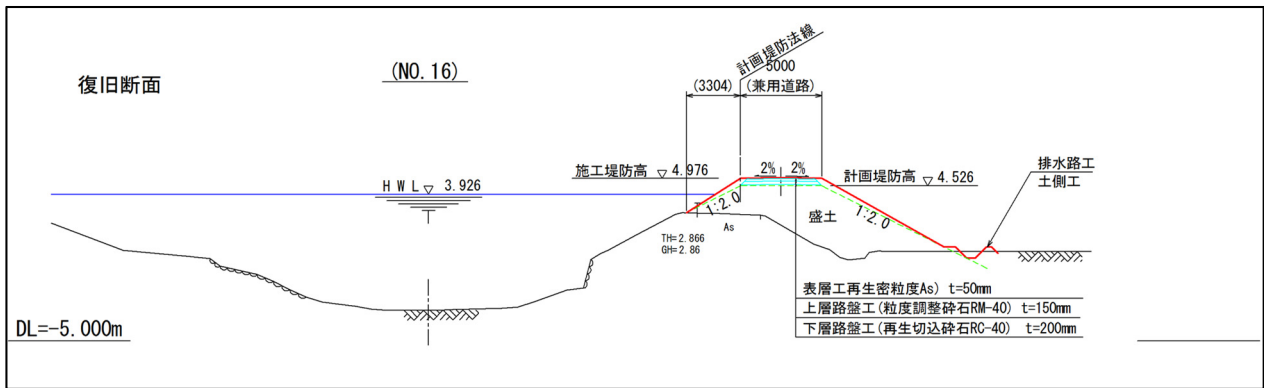 復旧断面
(NO.16)
計画堤防法線
5000
(3304)
(兼用道路)
施工堤防高 ▽ 4.976
2% 2%
HWL ▽ 3.926
計画堤防高 ▽ 4.526
排水路工
土側工
1:2.0
盛土
1:2.0
As
TH=2.866
GH=2.86
表層工再生密粒度As) t=50mm
上層路盤工(粒度調整砕石RM-40) t=150mm
下層路盤工(再生切込砕石RC-40) t=200mm
DL=-5.000m